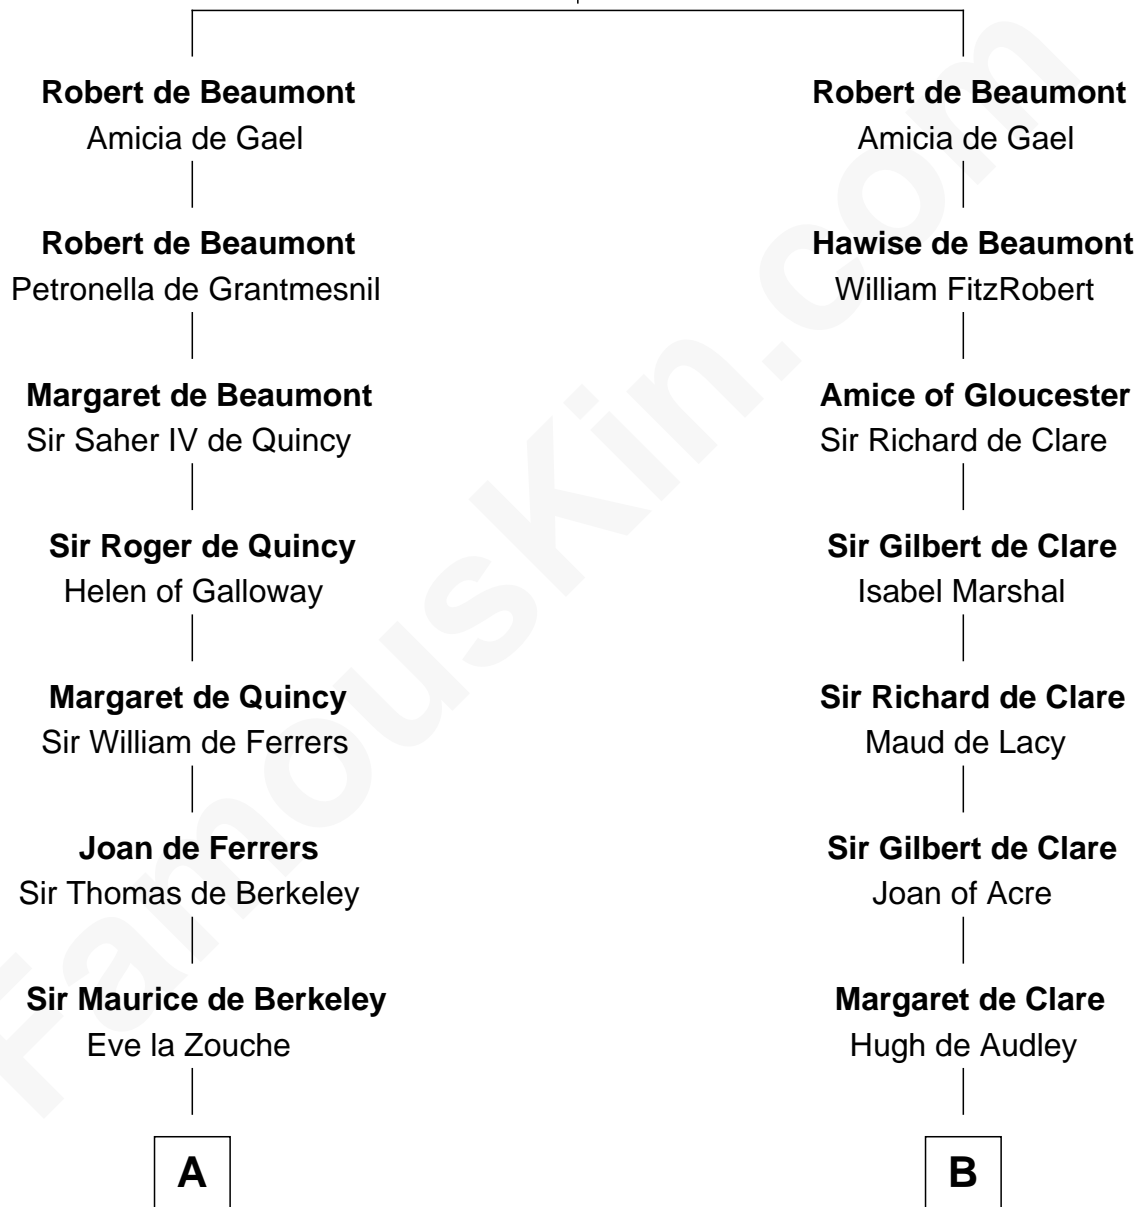 Robert de Beaumont
Amicia de Gael
Robert de Beaumont
Petronella de Grantmesnil
Margaret de Beaumont
Sir Saher IV de Quincy
Sir Roger de Quincy
Helen of Galloway
Margaret de Quincy
Sir William de Ferrers
Joan de Ferrers
Sir Thomas de Berkeley
Sir Maurice de Berkeley
Eve la Zouche
A
Robert de Beaumont
Amicia de Gael
Hawise de Beaumont
William FitzRobert
Amice of Gloucester
Sir Richard de Clare
Sir Gilbert de Clare
Isabel Marshal
Sir Richard de Clare
Maud de Lacy
Sir Gilbert de Clare
Joan of Acre
Margaret de Clare
Hugh de Audley
B
FamousKin.com